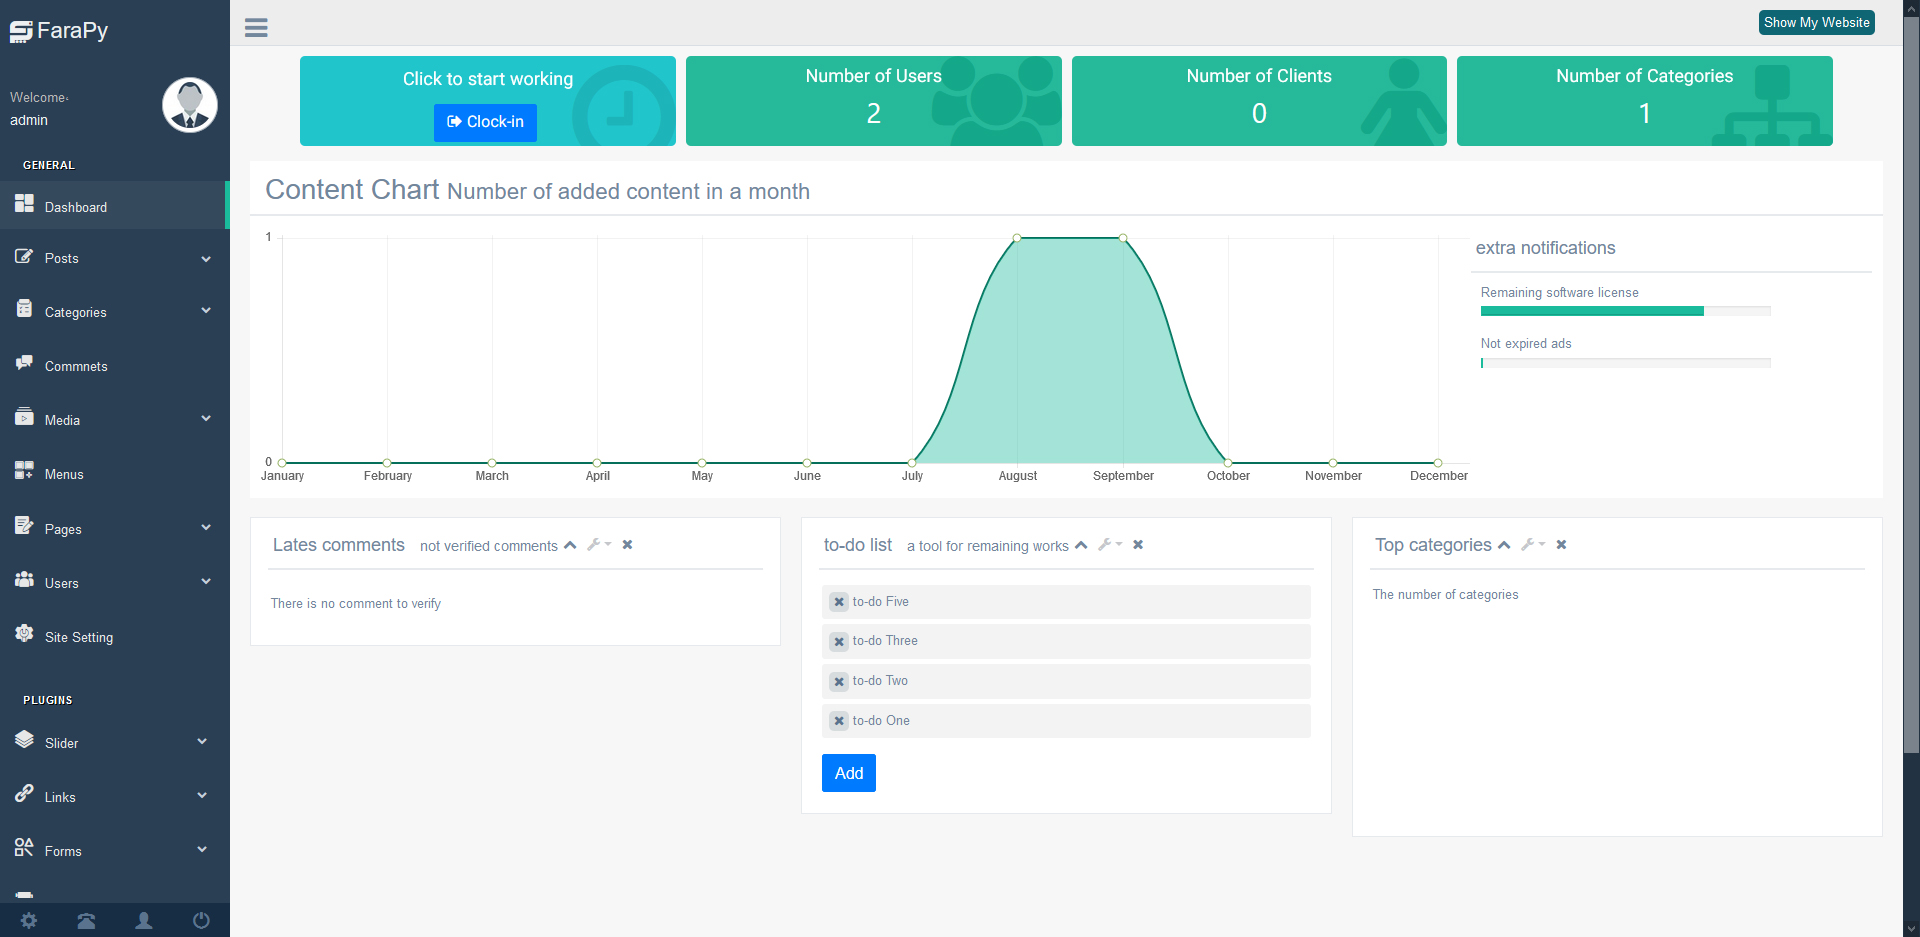 FaraPy
Show My Website
Welcome،
admin
GENERAL
Dashboard
Posts
Categories
Commnets
Media
Menus
Pages
Users
Site Setting
PLUGINS
Slider
Links
Forms
Click to start working
Clock-in
Number of Users
2
Number of Clients
0
Number of Categories
1
Content Chart Number of added content in a month
1
0
January February March April May June July August September October November December
extra notifications
Remaining software license
Not expired ads
Lates comments not verified comments
There is no comment to verify
to-do list a tool for remaining works
to-do Five
to-do Three
to-do Two
to-do One
Add
Top categories
The number of categories